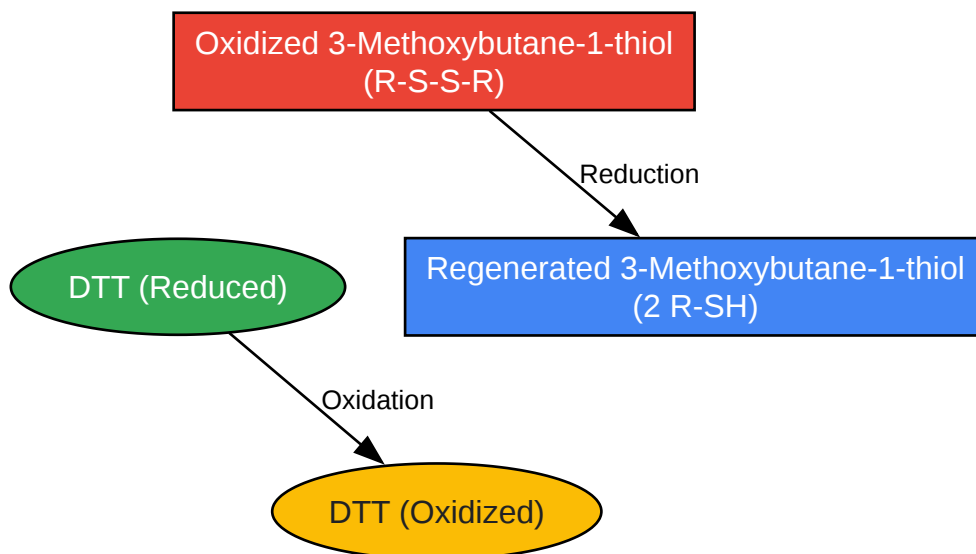 Oxidized 3-Methoxybutane-1-thiol
(R-S-S-R)
Reduction
DTT (Reduced)
Regenerated 3-Methoxybutane-1-thiol
(2 R-SH)
Oxidation
DTT (Oxidized)